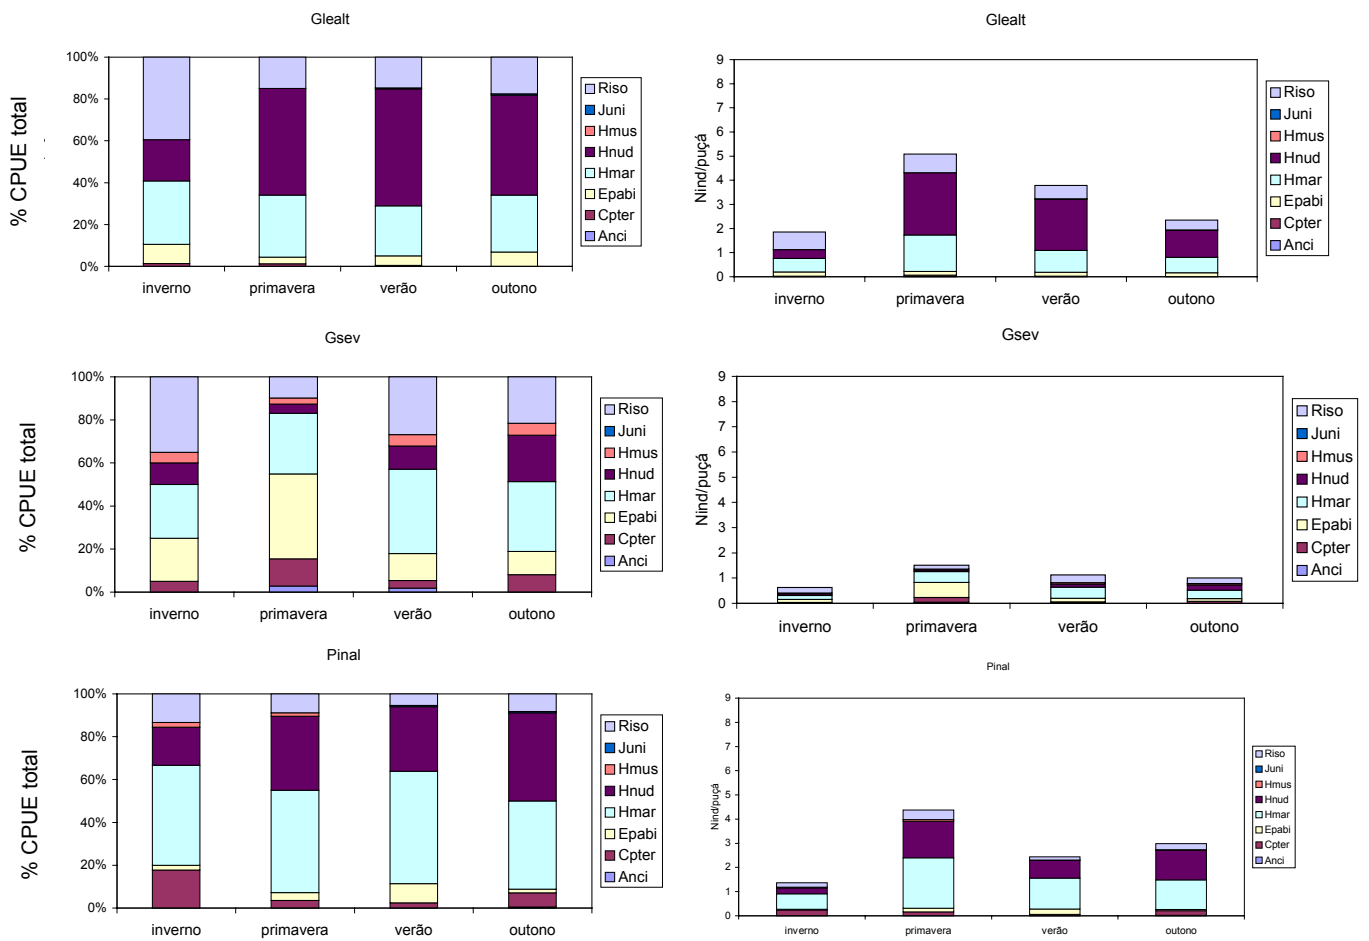 Glealt
% CPUE total
100%
80%
60%
40%
20%
0%
inverno primavera verão outono
Riso
Juni
Hmus
Hnud
Hmar
Epabi
Cpter
Anci
Glealt
Nind/puçá
9
8
7
6
5
4
3
2
1
0
inverno primavera verão outono
Riso
Juni
Hmus
Hnud
Hmar
Epabi
Cpter
Anci
Gsev
% CPUE total
100%
80%
60%
40%
20%
0%
inverno primavera verão outono
Riso
Juni
Hmus
Hnud
Hmar
Epabi
Cpter
Anci
Gsev
Nind/puçá
9
8
7
6
5
4
3
2
1
0
inverno primavera verão outono
Riso
Juni
Hmus
Hnud
Hmar
Epabi
Cpter
Anci
Pinal
% CPUE total
100%
80%
60%
40%
20%
0%
inverno primavera verão outono
Riso
Juni
Hmus
Hnud
Hmar
Epabi
Cpter
Anci
Pinal
Nind/puçá
9
8
7
6
5
4
3
2
1
0
inverno primavera verão outono
Riso
Juni
Hmus
Hnud
Hmar
Epabi
Cpter
Anci